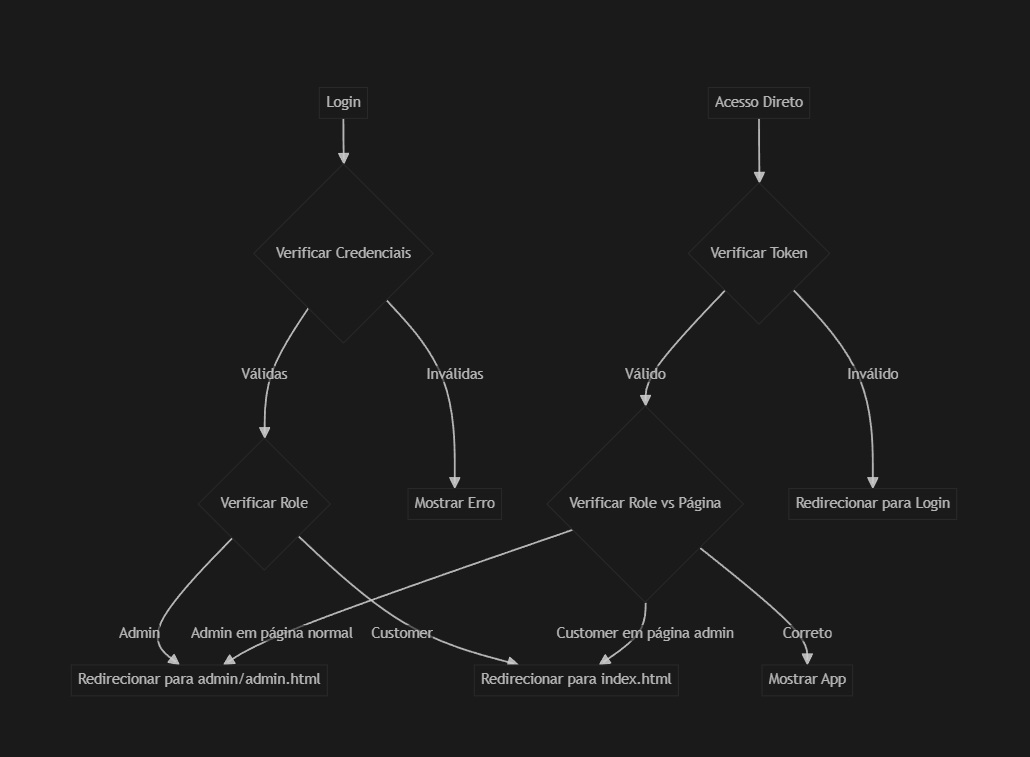 Login
Acesso Direto
Verificar Credenciais
Verificar Token
Válidas
Inválidas
Válido
Inválido
Verificar Role
Mostrar Erro
Verificar Role vs Página
Redirecionar para Login
Admin
Admin em página normal
Customer
Customer em página admin
Correto
Redirecionar para admin/admin.html
Redirecionar para index.html
Mostrar App